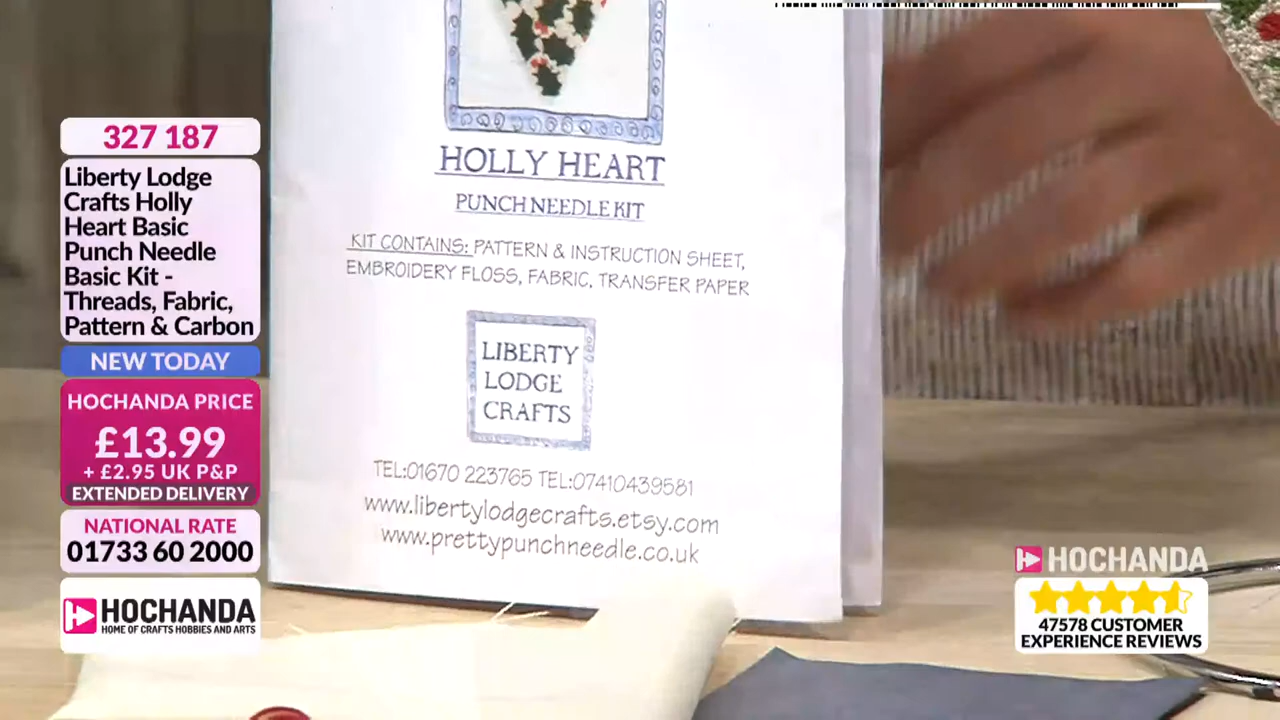 327 187
Liberty Lodge
Crafts Holly
Heart Basic
Punch Needle
Basic Kit -
Threads, Fabric,
Pattern & Carbon
NEW TODAY
HOCHANDA PRICE
£13.99
+ £2.95 UK P&P
EXTENDED DELIVERY
NATIONAL RATE
01733 60 2000
HOCHANDA
HOME OF CRAFTS HOBBIES AND ARTS
HOLLY HEART
PUNCH NEEDLE KIT
KIT CONTAINS: PATTERN & INSTRUCTION SHEET,
EMBROIDERY FLOSS, FABRIC, TRANSFER PAPER
LIBERTY
LODGE
CRAFTS
TEL:01670 223765 TEL:07410439581
www.libertylodgecrafts.etsy.com
www.prettypunchneedle.co.uk
HOCHANDA
47578 CUSTOMER
EXPERIENCE REVIEWS